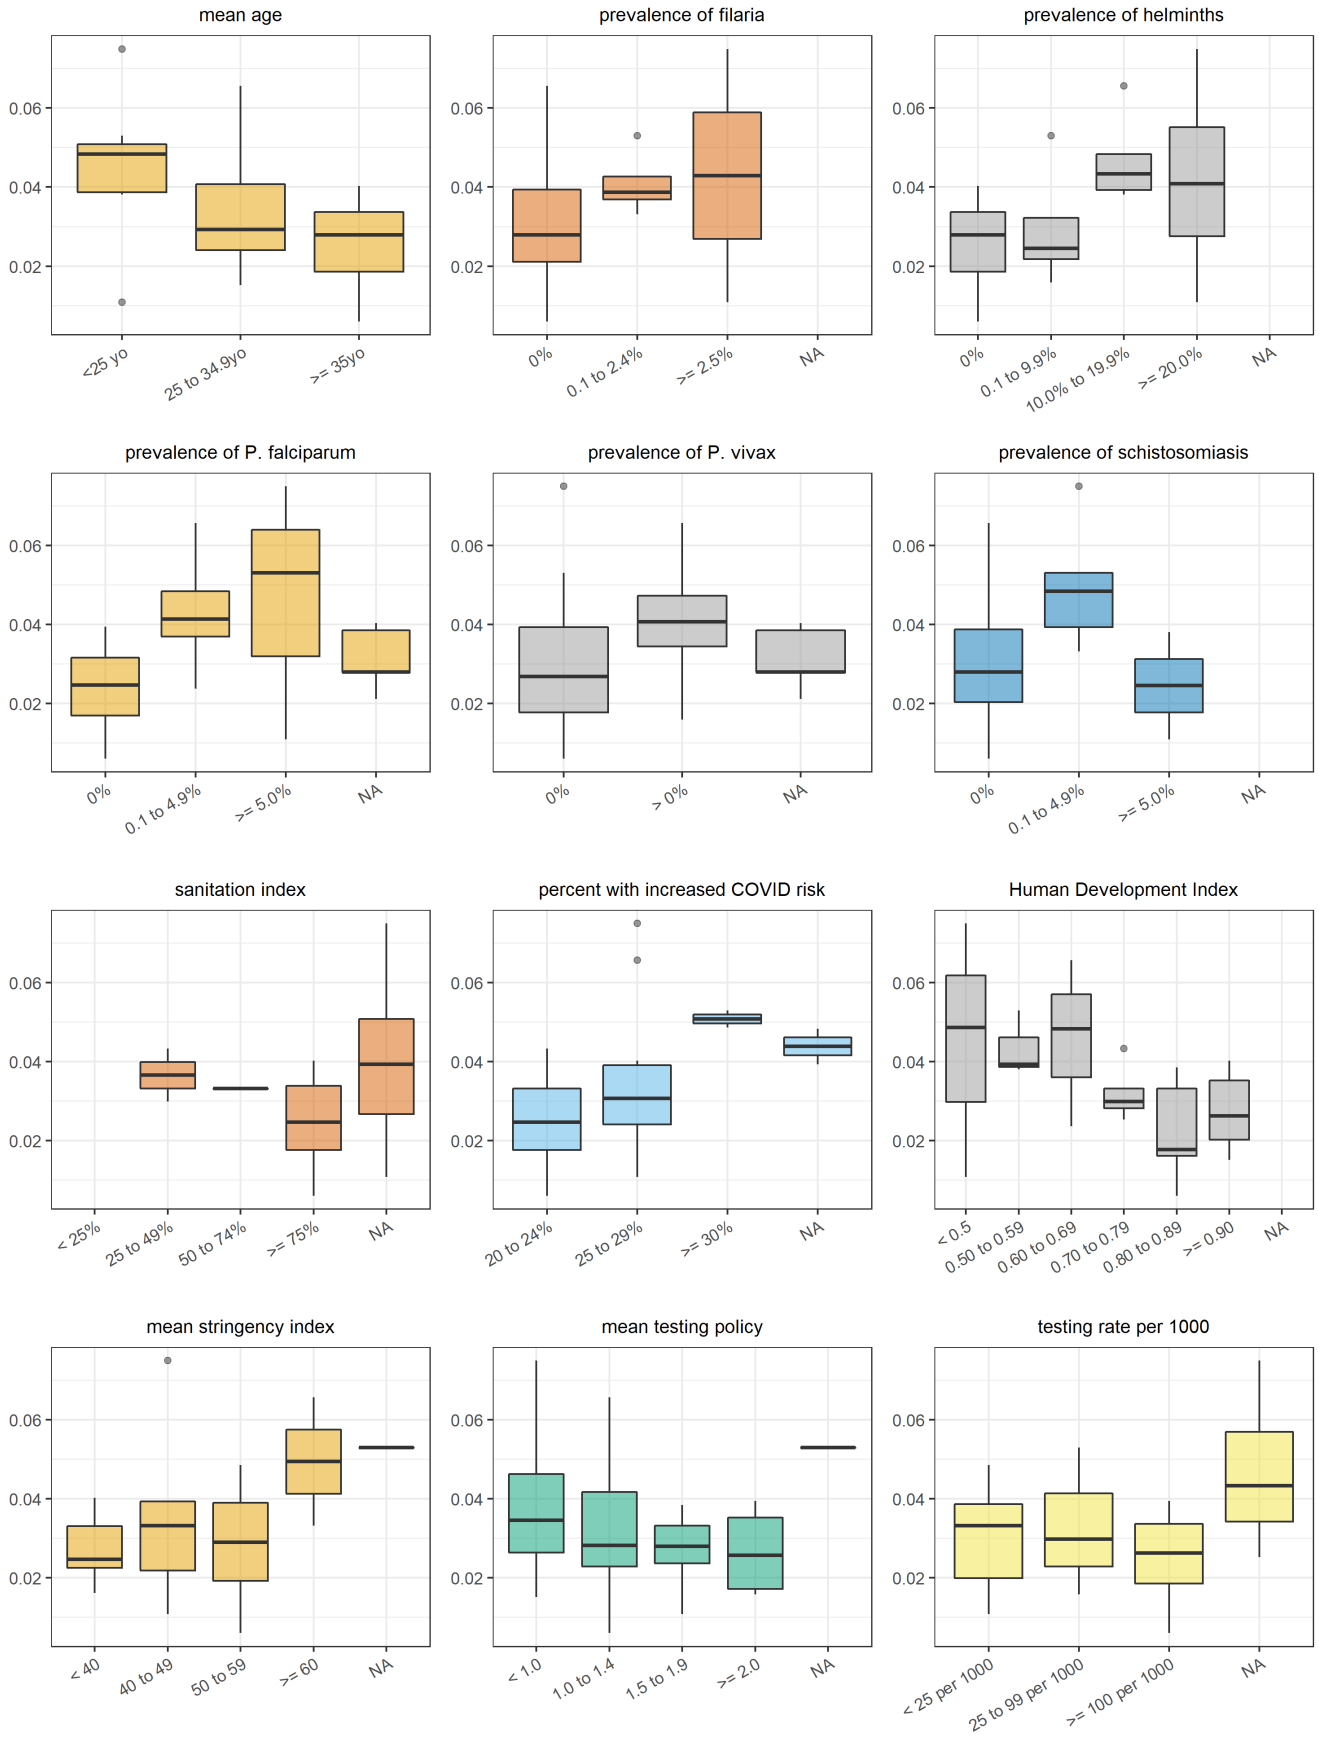 mean age
prevalence of filaria
prevalence of helminths
0.06
0.04
0.02
<25 yo
25 to 34.9yo
>= 35yo
0.06
0.04
0.02
0%
0.1 to 2.4%
>= 2.5%
NA
0.06
0.04
0.02
0%
0.1 to 9.9%
10.0% to 19.9%
>= 20.0%
NA
prevalence of P. falciparum
prevalence of P. vivax
prevalence of schistosomiasis
0.06
0.04
0.02
0%
0.1 to 4.9%
>= 5.0%
NA
0.06
0.04
0.02
0%
> 0%
NA
0.06
0.04
0.02
0%
0.1 to 4.9%
>= 5.0%
NA
sanitation index
percent with increased COVID risk
Human Development Index
0.06
0.04
0.02
< 25%
25 to 49%
50 to 74%
>= 75%
NA
0.06
0.04
0.02
20 to 24%
25 to 29%
>= 30%
NA
0.06
0.04
0.02
< 0.5
0.50 to 0.59
0.60 to 0.69
0.70 to 0.79
0.80 to 0.89
>= 0.90
NA
mean stringency index
mean testing policy
testing rate per 1000
0.06
0.04
0.02
< 40
40 to 49
50 to 59
>= 60
NA
0.06
0.04
0.02
< 1.0
1.0 to 1.4
1.5 to 1.9
>= 2.0
NA
0.06
0.04
0.02
< 25 per 1000
25 to 99 per 1000
>= 100 per 1000
NA